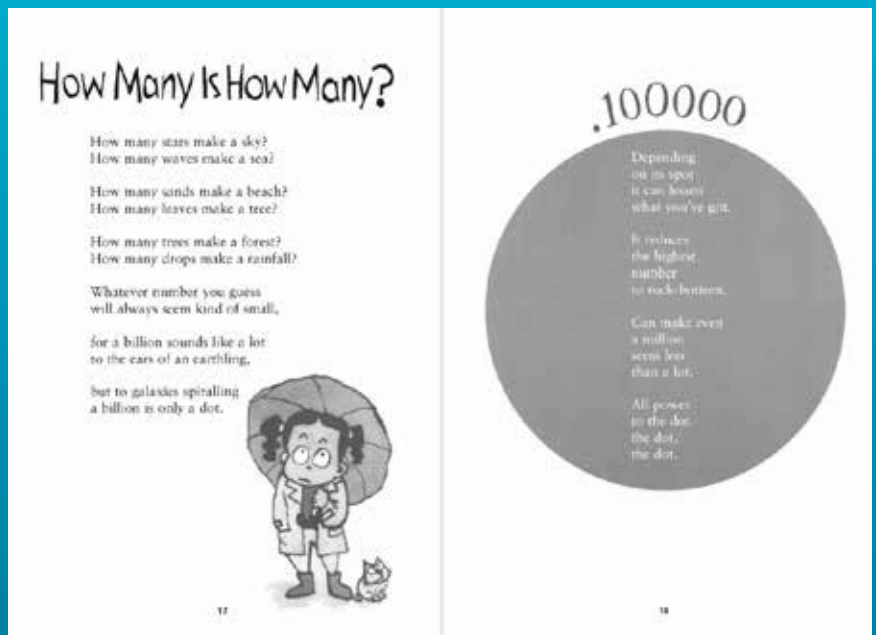 How Many Is How Many?
How many stars make a sky?
How many waves make a sea?
How many sands make a beach?
How many leaves make a tree?
How many trees make a forest?
How many drops make a rainfall?
Whatever number you guess
will always seem kind of small,
for a billion sounds like a lot
to the ears of an earthling,
but to galaxies spiralling
a billion is only a dot.
17
.100000
Depending
on its spot
it can lessen
what you've got.
It reduces
the highest
number
to rock-bottom.
Can make even
a million
seem less
than a lot.
All power
to the dot,
the dot,
the dot.
18